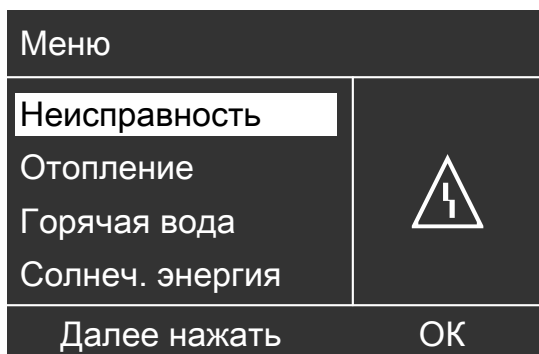 Меню
Неисправность
Отопление
Горячая вода
Солнеч. энергия
Далее нажать OK